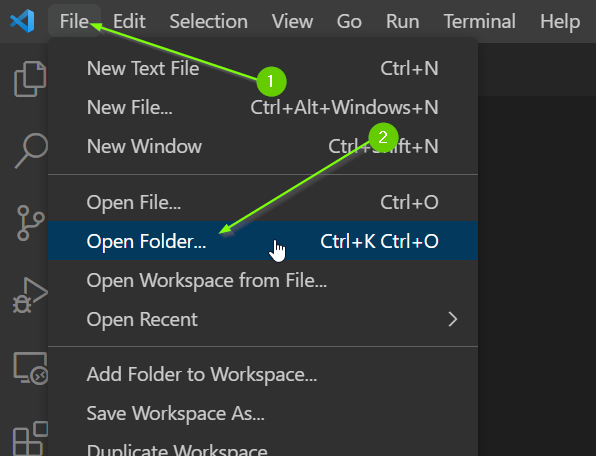 File Edit Selection View Go Run Terminal Help
1
New Text File Ctrl+N
New File... Ctrl+Alt+Windows+N
2
New Window Ctrl+Shift+N
Open File... Ctrl+O
Open Folder... Ctrl+K Ctrl+O
Open Workspace from File...
Open Recent
Add Folder to Workspace...
Save Workspace As...
Duplicate Workspace